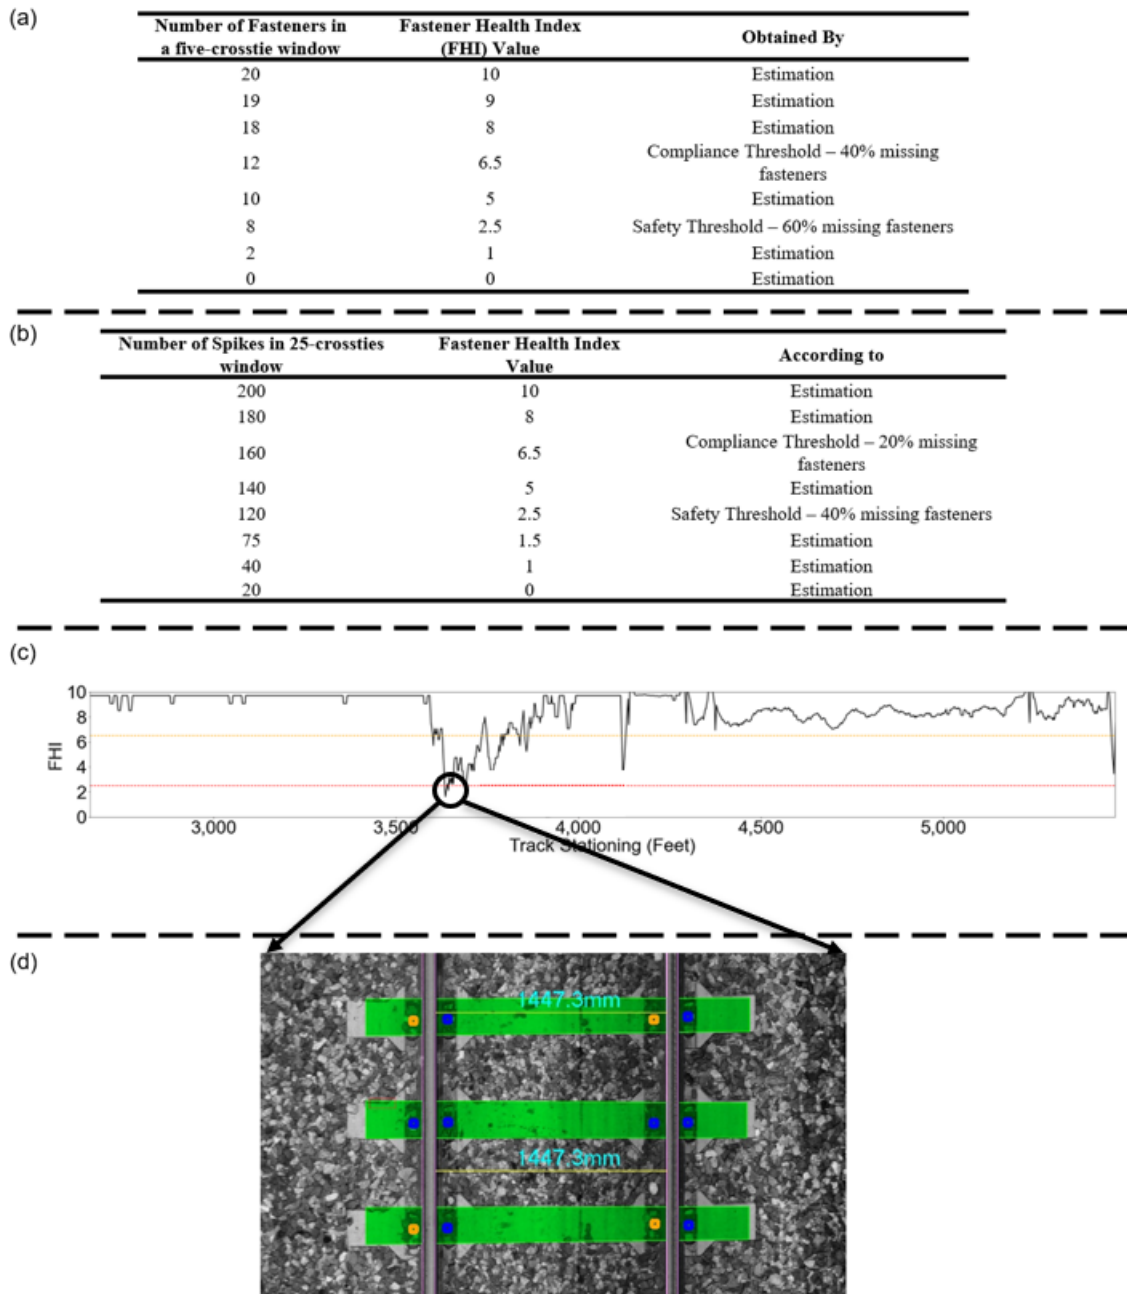 (a)
Number of Fasteners in a five-crosstie window Fastener Health Index (FHI) Value Obtained By
20 10 Estimation
19 9 Estimation
18 8 Estimation
12 6.5 Compliance Threshold – 40% missing fasteners
10 5 Estimation
8 2.5 Safety Threshold – 60% missing fasteners
2 1 Estimation
0 0 Estimation
(b)
Number of Spikes in 25-crossties window Fastener Health Index Value According to
200 10 Estimation
180 8 Estimation
160 6.5 Compliance Threshold – 20% missing fasteners
140 5 Estimation
120 2.5 Safety Threshold – 40% missing fasteners
75 1.5 Estimation
40 1 Estimation
20 0 Estimation
(c)
10
8
6
4
2
0
FHI
3,000 3,500 4,000 4,500 5,000
Track Stationing (Feet)
(d)
1447.3mm
1447.3mm